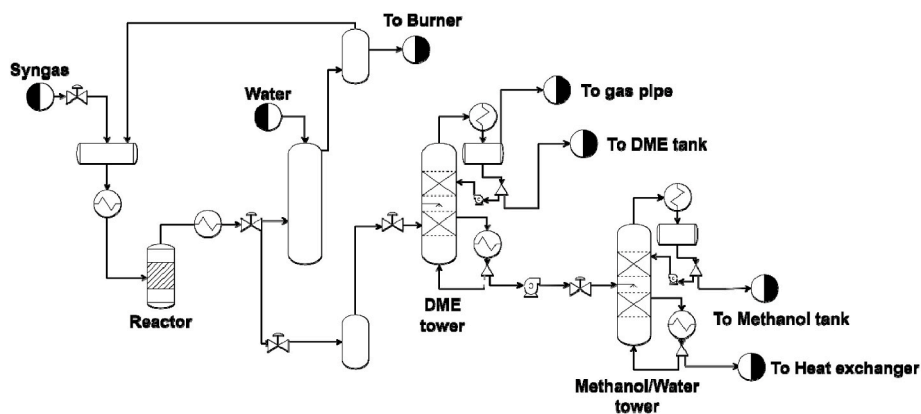 To Burner
Syngas
Water
To gas pipe
To DME tank
Reactor
DME
tower
To Methanol tank
To Heat exchanger
Methanol/Water
tower